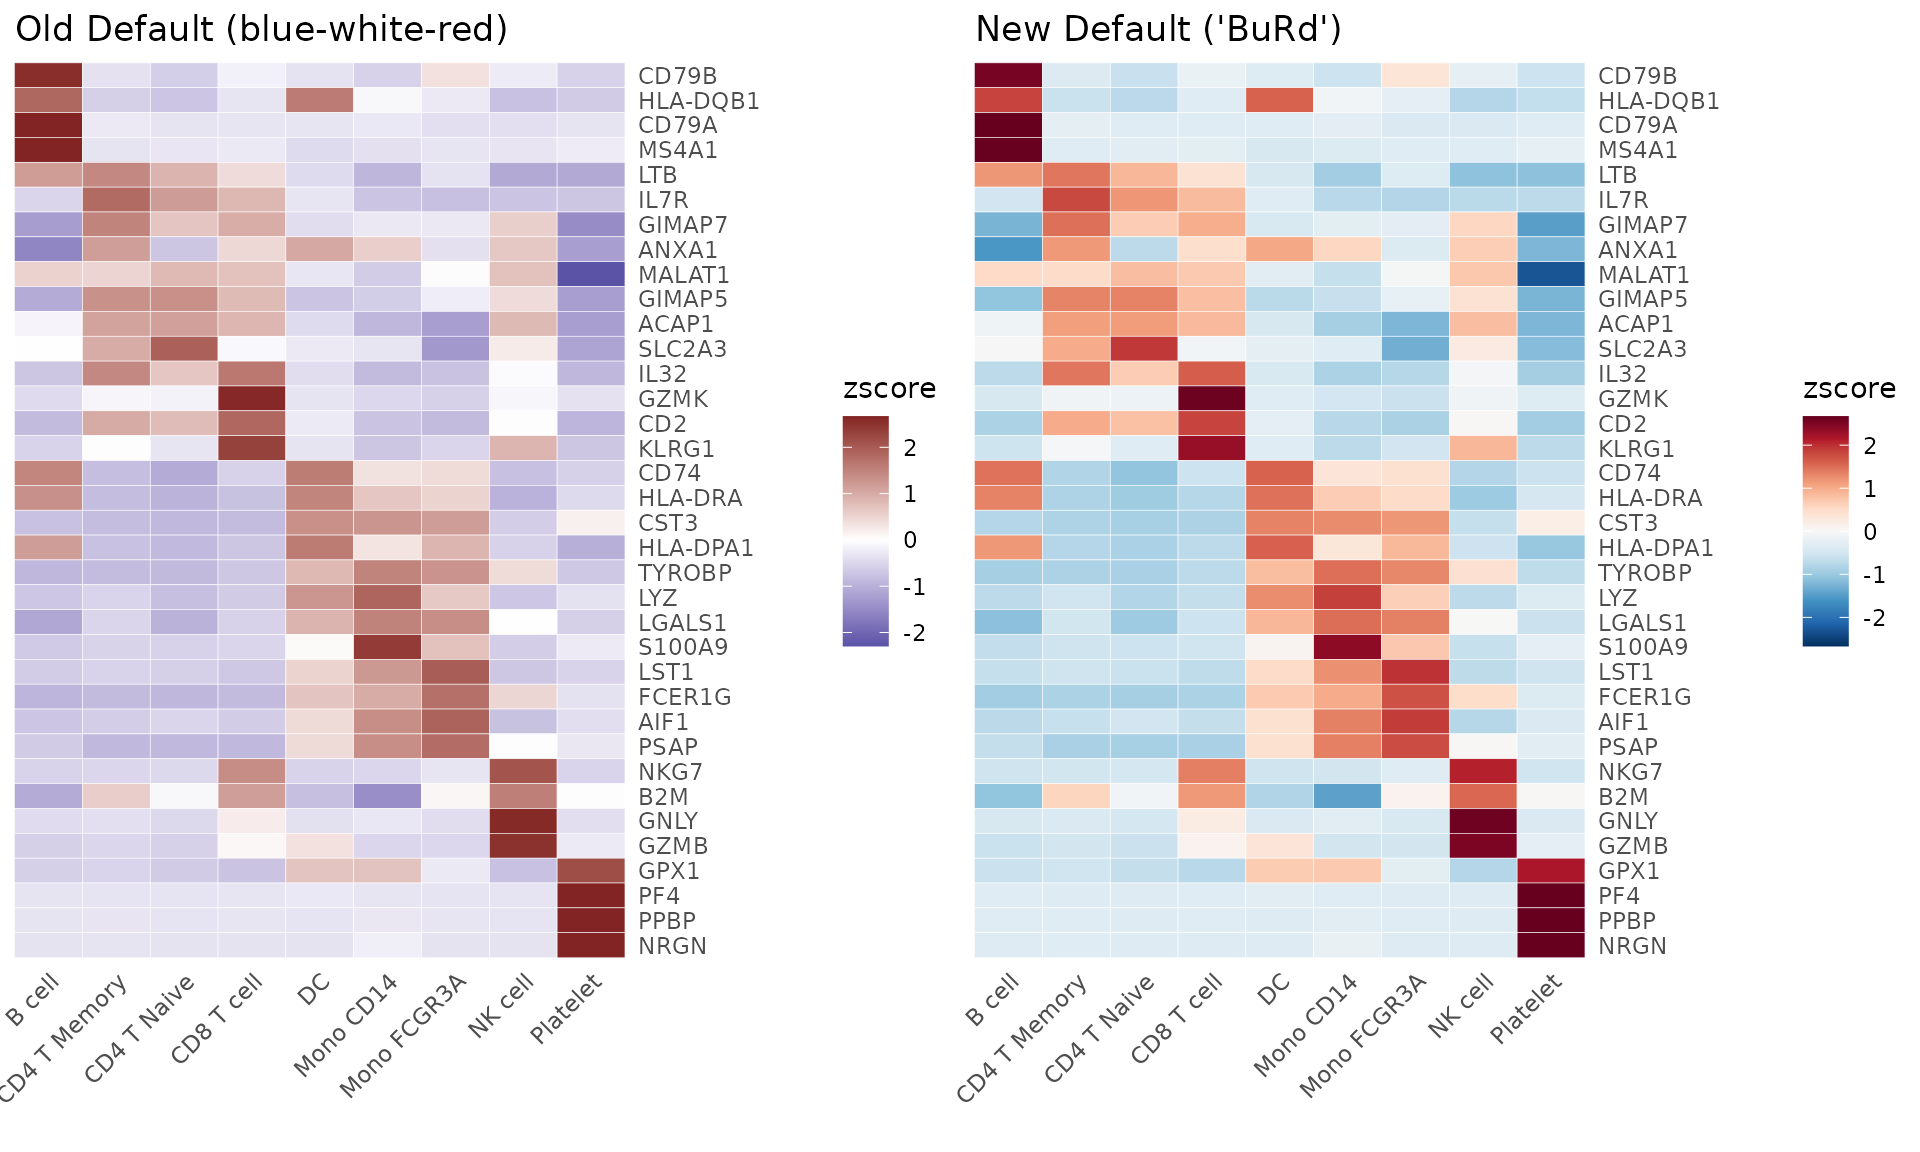 Old Default (blue-white-red)
CD79B
HLA-DQB1
CD79A
MS4A1
LTB
IL7R
GIMAP7
ANXA1
MALAT1
GIMAP5
ACAP1
SLC2A3
IL32
GZMK
CD2
KLRG1
CD74
HLA-DRA
CST3
HLA-DPA1
TYROBP
LYZ
LGALS1
S100A9
LST1
FCER1G
AIF1
PSAP
NKG7
B2M
GNLY
GZMB
GPX1
PF4
PPBP
NRGN
B cell
CD4 T Memory
CD4 T Naive
CD8 T cell
DC
Mono CD14
Mono FCGR3A
NK cell
Platelet
zscore
2
1
0
-1
-2
New Default ('BuRd')
CD79B
HLA-DQB1
CD79A
MS4A1
LTB
IL7R
GIMAP7
ANXA1
MALAT1
GIMAP5
ACAP1
SLC2A3
IL32
GZMK
CD2
KLRG1
CD74
HLA-DRA
CST3
HLA-DPA1
TYROBP
LYZ
LGALS1
S100A9
LST1
FCER1G
AIF1
PSAP
NKG7
B2M
GNLY
GZMB
GPX1
PF4
PPBP
NRGN
B cell
CD4 T Memory
CD4 T Naive
CD8 T cell
DC
Mono CD14
Mono FCGR3A
NK cell
Platelet
zscore
2
1
0
-1
-2